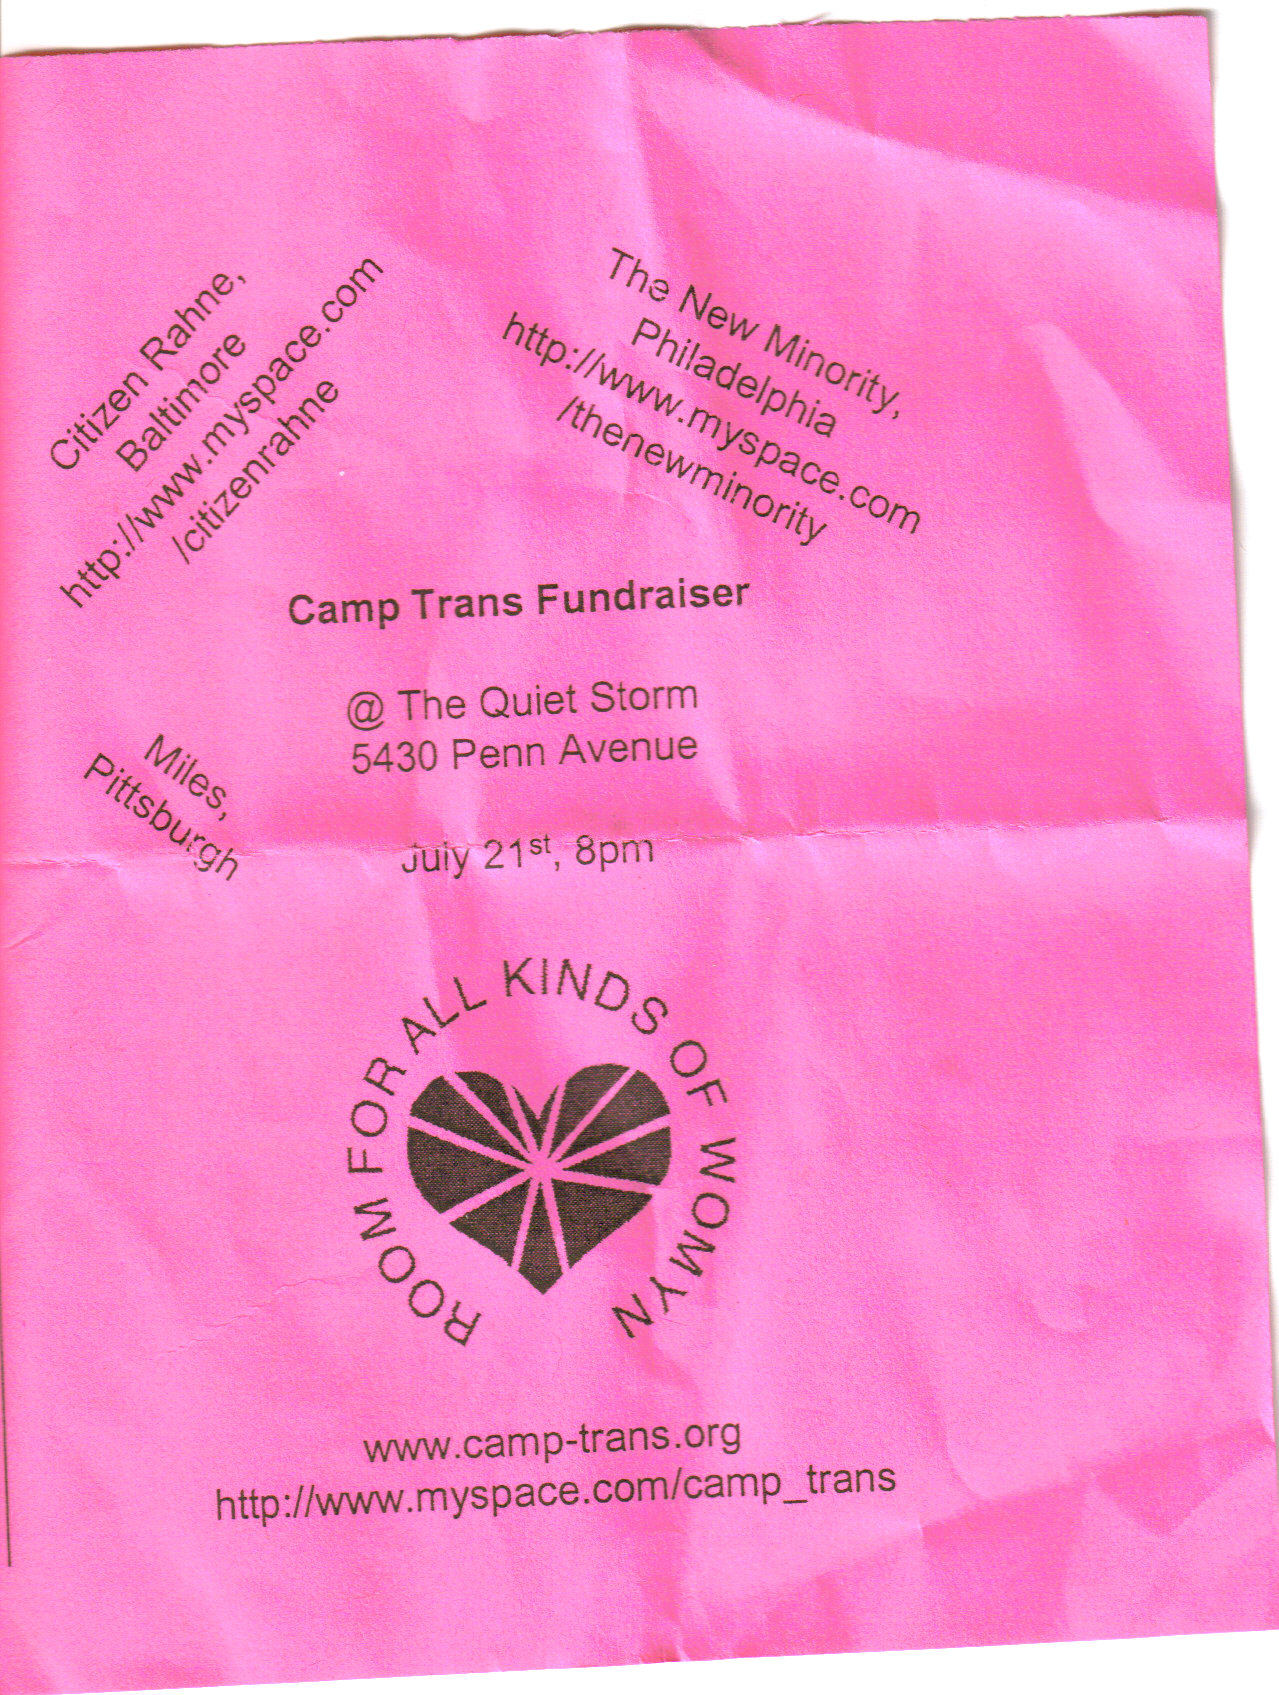 Citizen Rahne,
Baltimore
http://www.myspace.com
/citizenrahne
The New Minority,
Philadelphia
http://www.myspace.com
/thenewminority
Camp Trans Fundraiser
@ The Quiet Storm
5430 Penn Avenue
Miles,
Pittsburgh
July 21st, 8pm
ROOM FOR ALL KINDS OF WOMYN
www.camp-trans.org
http://www.myspace.com/camp_trans